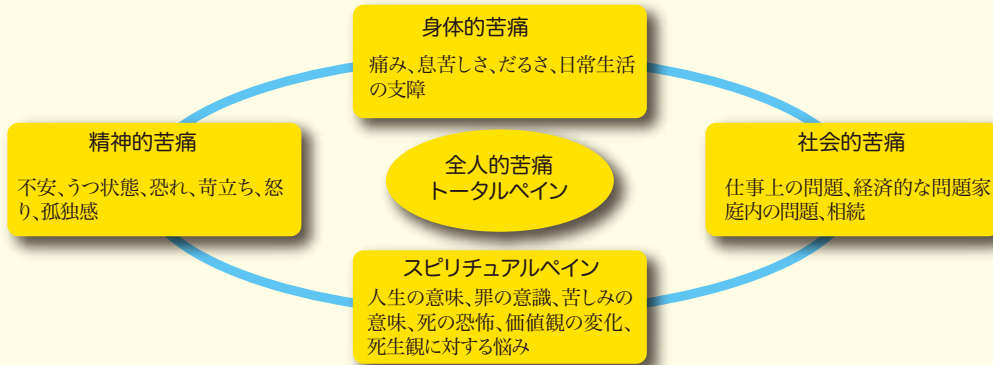 身体的苦痛
痛み、息苦しさ、だるさ、日常生活
の支障
精神的苦痛
不安、うつ状態、恐れ、苛立ち、怒
り、孤独感
全人的苦痛
トータルペイン
社会的苦痛
仕事上の問題、経済的な問題家
庭内の問題、相続
スピリチュアルペイン
人生の意味、罪の意識、苦しみの
意味、死の恐怖、価値観の変化、
死生観に対する悩み